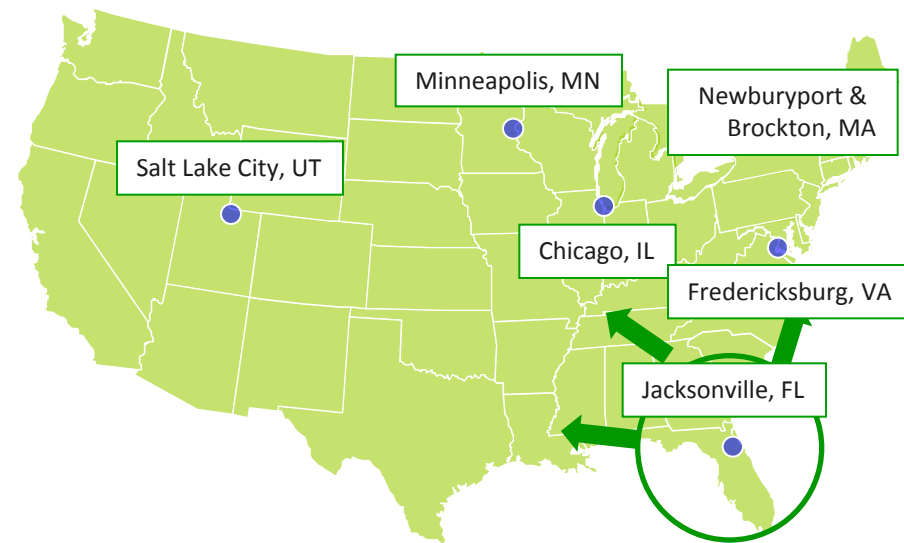 Minneapolis, MN
Newburyport &
Brockton, MA
Salt Lake City, UT
Chicago, IL
Fredericksburg, VA
Jacksonville, FL